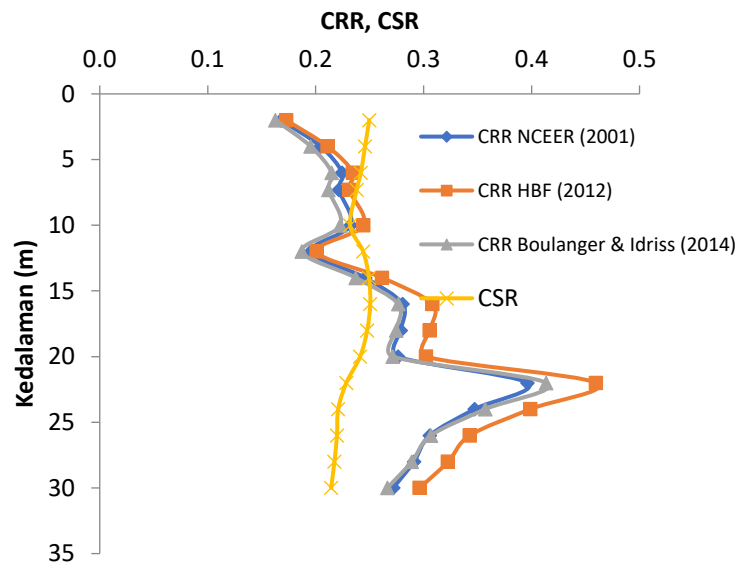 CRR, CSR
0.0 0.1 0.2 0.3 0.4 0.5
0
5
10
15
20
25
30
35
Kedalaman (m)
CRR NCEER (2001)
CRR HBF (2012)
CRR Boulanger & Idriss (2014)
CSR